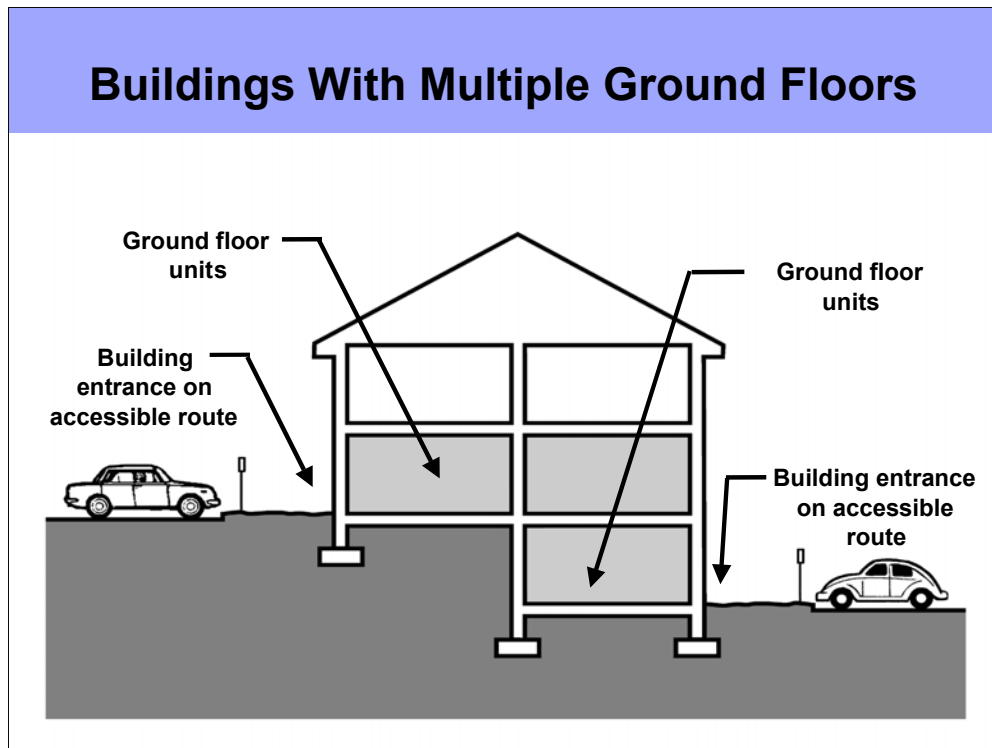 Buildings With Multiple Ground Floors
Ground floor
units
Ground floor
units
Building
entrance on
accessible route
Building entrance
on accessible
route